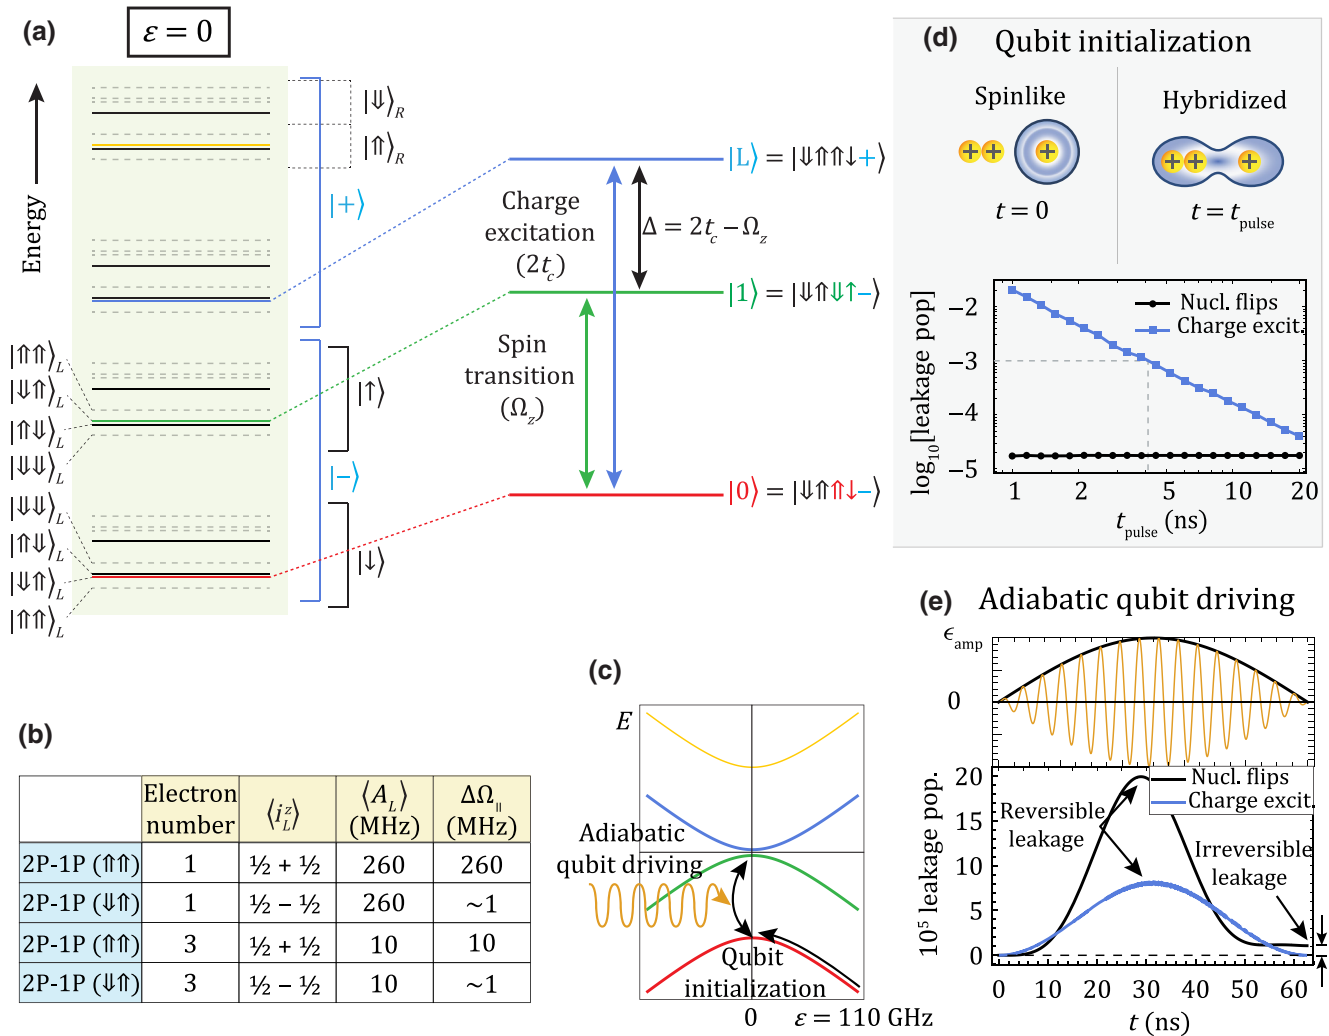 (a)
ε = 0
Energy
|⇓⟩R
|⇑⟩R
|+⟩
|⇑⇑⟩L
|⇓⇑⟩L
|⇑⇓⟩L
|⇓⇓⟩L
|↑⟩
|−⟩
|⇓⇓⟩L
|⇑⇓⟩L
|⇓⇑⟩L
|⇑⇑⟩L
|↓⟩
Charge
excitation
(2tc)
Δ = 2tc – Ωz
Spin
transition
(Ωz)
|L⟩ = |⇓⇑⇑↓+⟩
|1⟩ = |⇓⇑⇓↑−⟩
|0⟩ = |⇓⇑⇑↓−⟩
(b)
Electron number ⟨i_L^z⟩ ⟨A_L⟩ (MHz) ΔΩ∥ (MHz)
2P-1P (⇑⇑) 1 ½ + ½ 260 260
2P-1P (⇓⇑) 1 ½ − ½ 260 ~1
2P-1P (⇑⇑) 3 ½ + ½ 10 10
2P-1P (⇓⇑) 3 ½ − ½ 10 ~1
(c)
E
Adiabatic
qubit driving
Qubit
initialization
0 ε = 110 GHz
(d) Qubit initialization
Spinlike Hybridized
+ + + + + +
t = 0 t = tpulse
log10[leakage pop]
−2
−3
−4
−5
Nucl. flips
Charge excit.
1 2 5 10 20
tpulse (ns)
(e) Adiabatic qubit driving
ϵamp
0
10⁵ leakage pop.
20
15
10
5
0
Nucl. flips
Charge excit.
Reversible
leakage
Irreversible
leakage
0 10 20 30 40 50 60
t (ns)